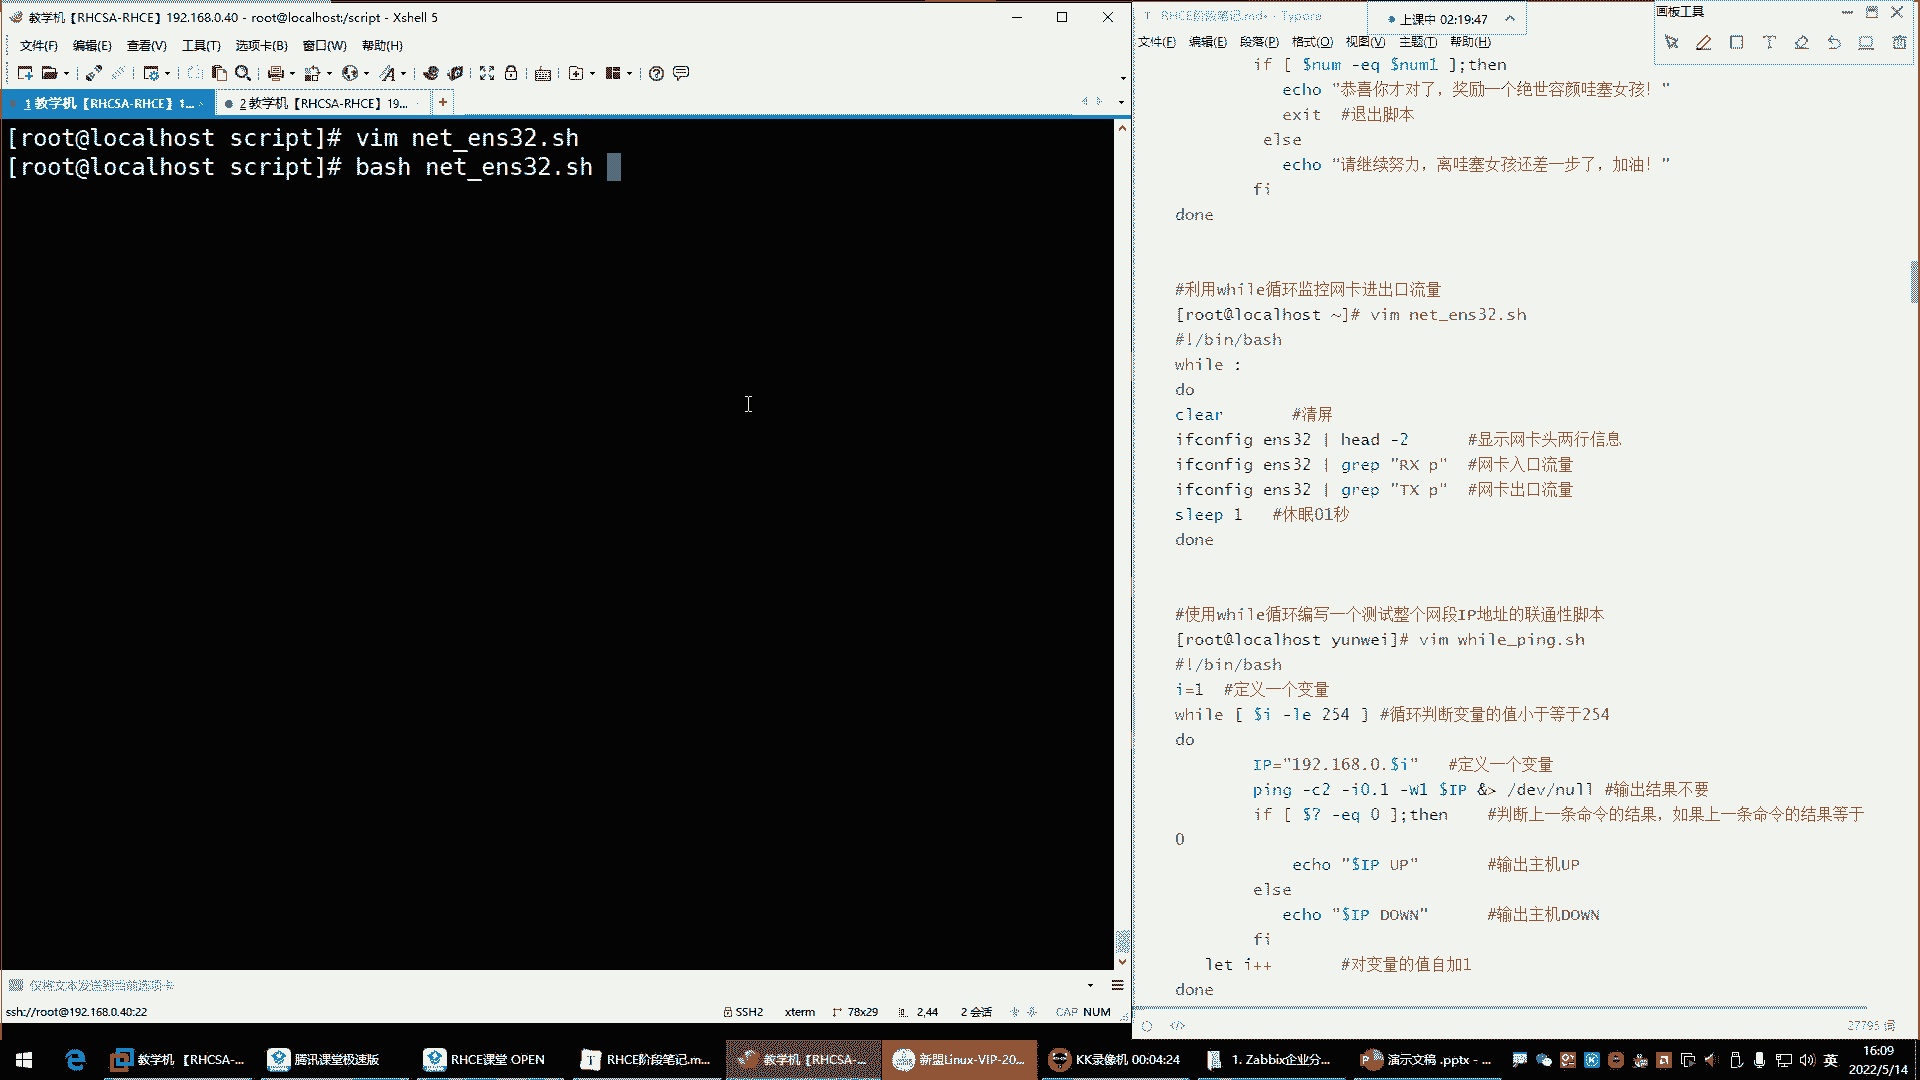 教学机【RHCSA-RHCE】192.168.0.40 - root@localhost:/script - Xshell 5
文件(F) 编辑(E) 查看(V) 工具(T) 选项卡(B) 窗口(W) 帮助(H)
1 教学机【RHCSA-RHCE】1... 2 教学机【RHCSA-RHCE】19...
[root@localhost script]# vim net_ens32.sh
[root@localhost script]# bash net_ens32.sh
仅将文本发送到当前选项卡
ssh://root@192.168.0.40:22 SSH2 xterm 78x29 2,44 2 会话 CAP NUM
RHCE阶段笔记.md• - Typora
上课中 02:19:47
画板工具
文件(F) 编辑(E) 段落(P) 格式(O) 视图(V) 主题(T) 帮助(H)
if [ $num -eq $num1 ];then
echo "恭喜你才对了，奖励一个绝世容颜哇塞女孩！"
exit #退出脚本
else
echo "请继续努力，离哇塞女孩还差一步了，加油！"
fi
done
#利用while循环监控网卡进出口流量
[root@localhost ~]# vim net_ens32.sh
#!/bin/bash
while :
do
clear #清屏
ifconfig ens32 | head -2 #显示网卡头两行信息
ifconfig ens32 | grep "RX p" #网卡入口流量
ifconfig ens32 | grep "TX p" #网卡出口流量
sleep 1 #休眠01秒
done
#使用while循环编写一个测试整个网段IP地址的联通性脚本
[root@localhost yunwei]# vim while_ping.sh
#!/bin/bash
i=1 #定义一个变量
while [ $i -le 254 ] #循环判断变量的值小于等于254
do
IP="192.168.0.$i" #定义一个变量
ping -c2 -i0.1 -W1 $IP &> /dev/null #输出结果不要
if [ $? -eq 0 ];then #判断上一条命令的结果，如果上一条命令的结果等于
0
echo "$IP UP" #输出主机UP
else
echo "$IP DOWN" #输出主机DOWN
fi
let i++ #对变量的值自加1
done
27795 词
教学机 【RHCSA-... 腾讯课堂极速版 RHCE课堂 OPEN RHCE阶段笔记.m... 教学机【RHCSA-... 新盟Linux-VIP-20... KK录像机 00:04:24 1. Zabbix企业分... 演示文稿 .pptx - ... 英
16:09
2022/5/14